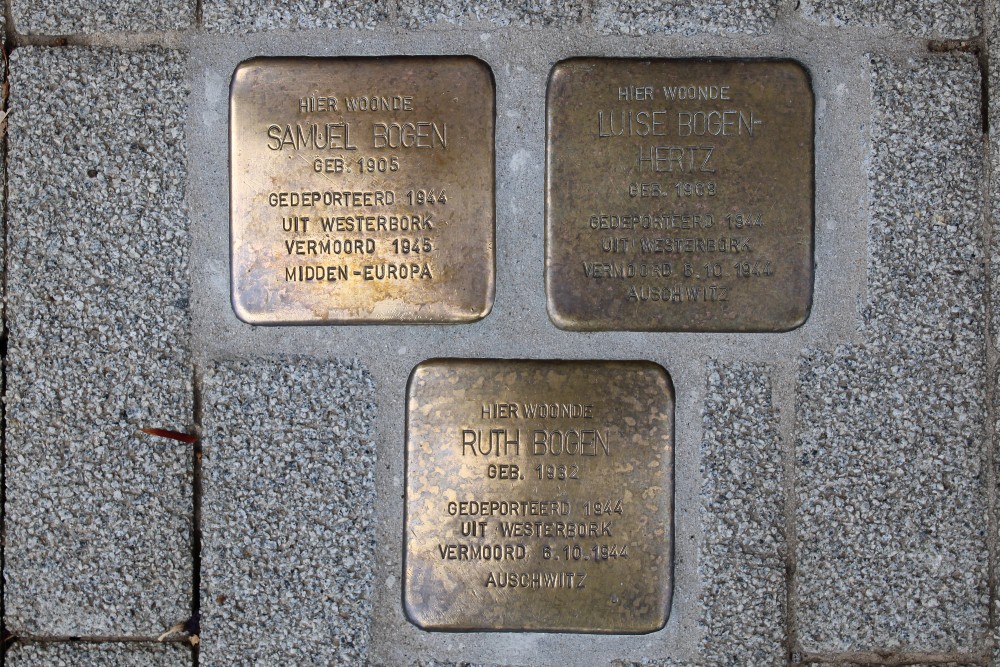 HIER WOONDE
SAMUEL BOGEN
GEB. 1905
GEDEPORTEERD 1944
UIT WESTERBORK
VERMOORD 1945
MIDDEN-EUROPA
HIER WOONDE
LUISE BOGEN-
HERTZ
GEB. 1909
GEDEPORTEERD 1944
UIT WESTERBORK
VERMOORD 6.10.1944
AUSCHWITZ
HIER WOONDE
RUTH BOGEN
GEB. 1932
GEDEPORTEERD 1944
UIT WESTERBORK
VERMOORD 6.10.1944
AUSCHWITZ